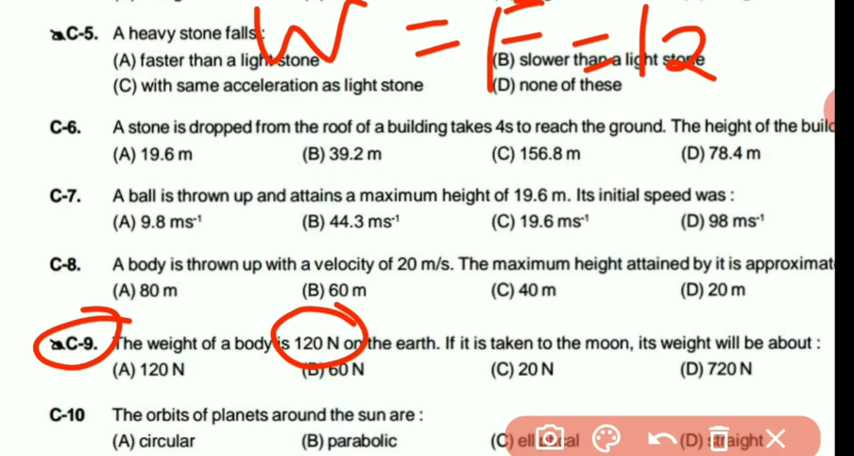 C-5. A heavy stone falls :
(A) faster than a light stone (B) slower than a light stone
(C) with same acceleration as light stone (D) none of these
W = F = 12
C-6. A stone is dropped from the roof of a building takes 4s to reach the ground. The height of the
(A) 19.6 m (B) 39.2 m (C) 156.8 m (D) 78.4 m
C-7. A ball is thrown up and attains a maximum height of 19.6 m. Its initial speed was :
(A) 9.8 ms⁻¹ (B) 44.3 ms⁻¹ (C) 19.6 ms⁻¹ (D) 98 ms⁻¹
C-8. A body is thrown up with a velocity of 20 m/s. The maximum height attained by it is approximat
(A) 80 m (B) 60 m (C) 40 m (D) 20 m
C-9. The weight of a body is 120 N on the earth. If it is taken to the moon, its weight will be about :
(A) 120 N (B) 60 N (C) 20 N (D) 720 N
C-10 The orbits of planets around the sun are :
(A) circular (B) parabolic (C) (D) straight